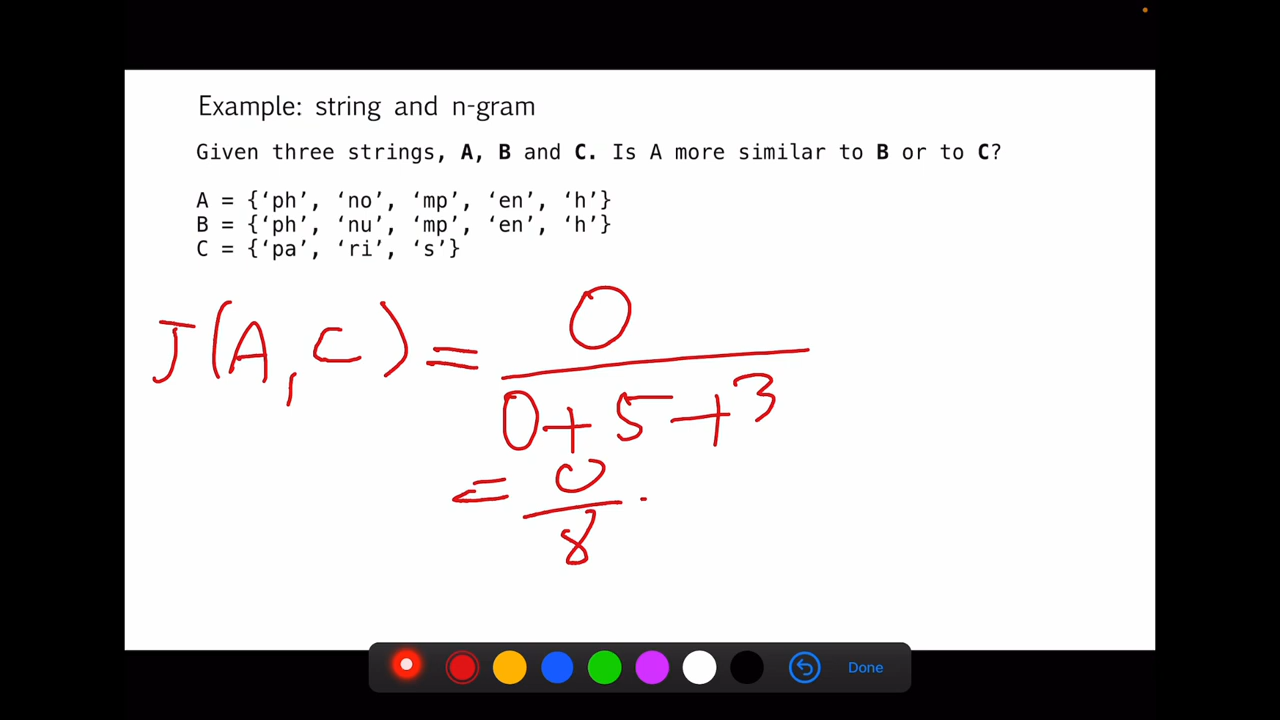 Example: string and n-gram
Given three strings, A, B and C. Is A more similar to B or to C?
A = {‘ph’, ‘no’, ‘mp’, ‘en’, ‘h’}
B = {‘ph’, ‘nu’, ‘mp’, ‘en’, ‘h’}
C = {‘pa’, ‘ri’, ‘s’}
J(A,C) = 0
0+5+3
= 0
8
Done